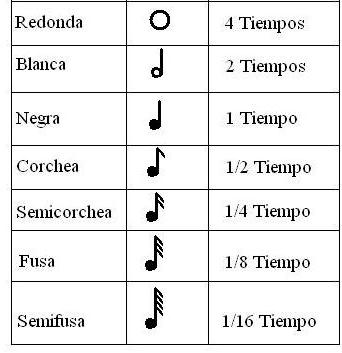 Redonda 4 Tiempos
Blanca 2 Tiempos
Negra 1 Tiempo
Corchea 1/2 Tiempo
Semicorchea 1/4 Tiempo
Fusa 1/8 Tiempo
Semifusa 1/16 Tiempo